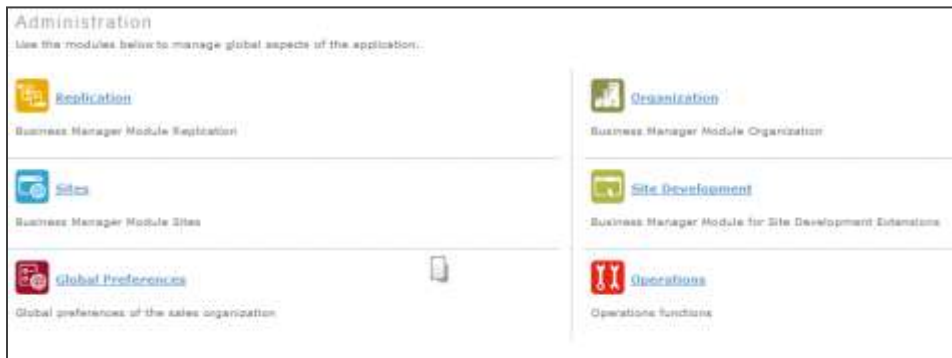 Administration
Use the modules below to manage global aspects of the application.
Replication
Business Manager Module Replication
Organization
Business Manager Module Organization
Sites
Business Manager Module Sites
Site Development
Business Manager Module for Site Development Extensions
Global Preferences
Global preferences of the sales organization
Operations
Operations functions